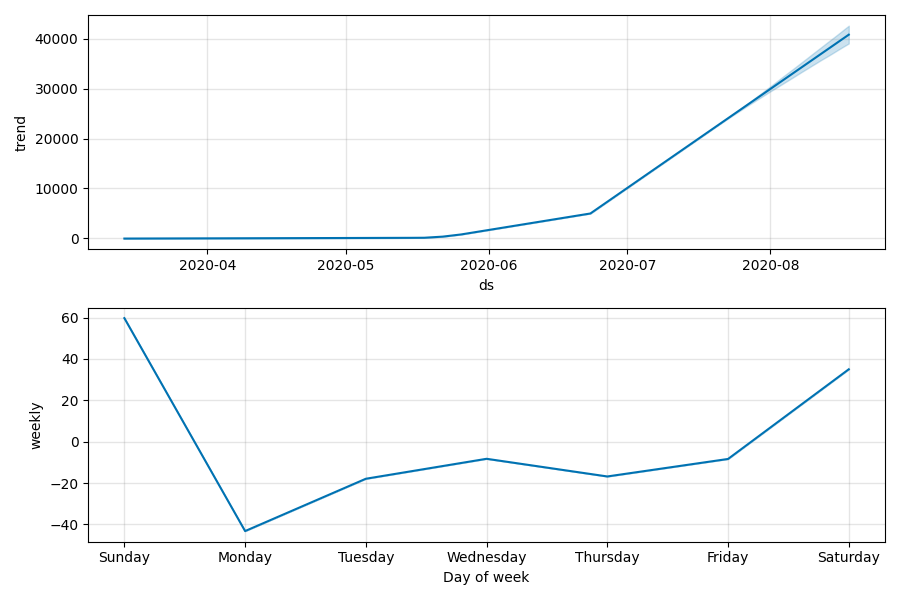 40000
30000
20000
10000
0
trend
2020-04 2020-05 2020-06 2020-07 2020-08
ds
60
40
20
0
−20
−40
weekly
Sunday Monday Tuesday Wednesday Thursday Friday Saturday
Day of week